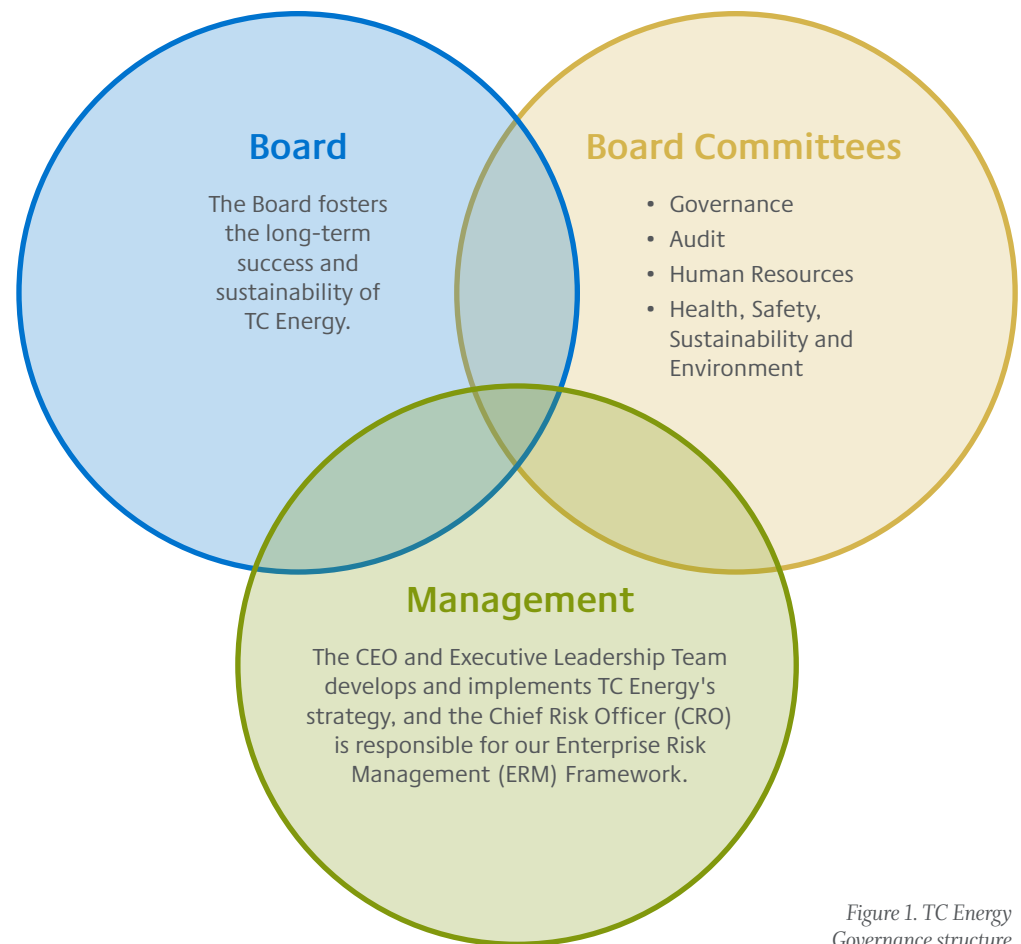 Board
The Board fosters
the long-term
success and
sustainability of
TC Energy.
Board Committees
• Governance
• Audit
• Human Resources
• Health, Safety,
Sustainability and
Environment
Management
The CEO and Executive Leadership Team
develops and implements TC Energy's
strategy, and the Chief Risk Officer (CRO)
is responsible for our Enterprise Risk
Management (ERM) Framework.
Figure 1. TC Energy
Governance structure